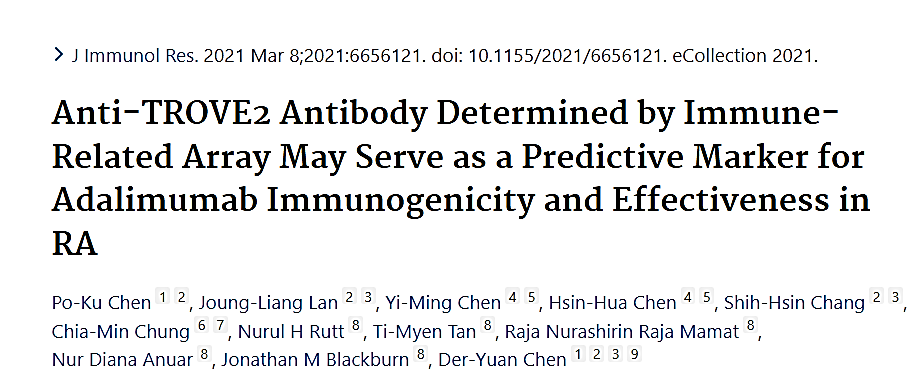 > J Immunol Res. 2021 Mar 8;2021:6656121. doi: 10.1155/2021/6656121. eCollection 2021.
Anti-TROVE2 Antibody Determined by Immune-
Related Array May Serve as a Predictive Marker for
Adalimumab Immunogenicity and Effectiveness in
RA
Po-Ku Chen 1 2, Joung-Liang Lan 2 3, Yi-Ming Chen 4 5, Hsin-Hua Chen 4 5, Shih-Hsin Chang 2 3,
Chia-Min Chung 6 7, Nurul H Rutt 8, Ti-Myen Tan 8, Raja Nurashirin Raja Mamat 8,
Nur Diana Anuar 8, Jonathan M Blackburn 8, Der-Yuan Chen 1 2 3 9